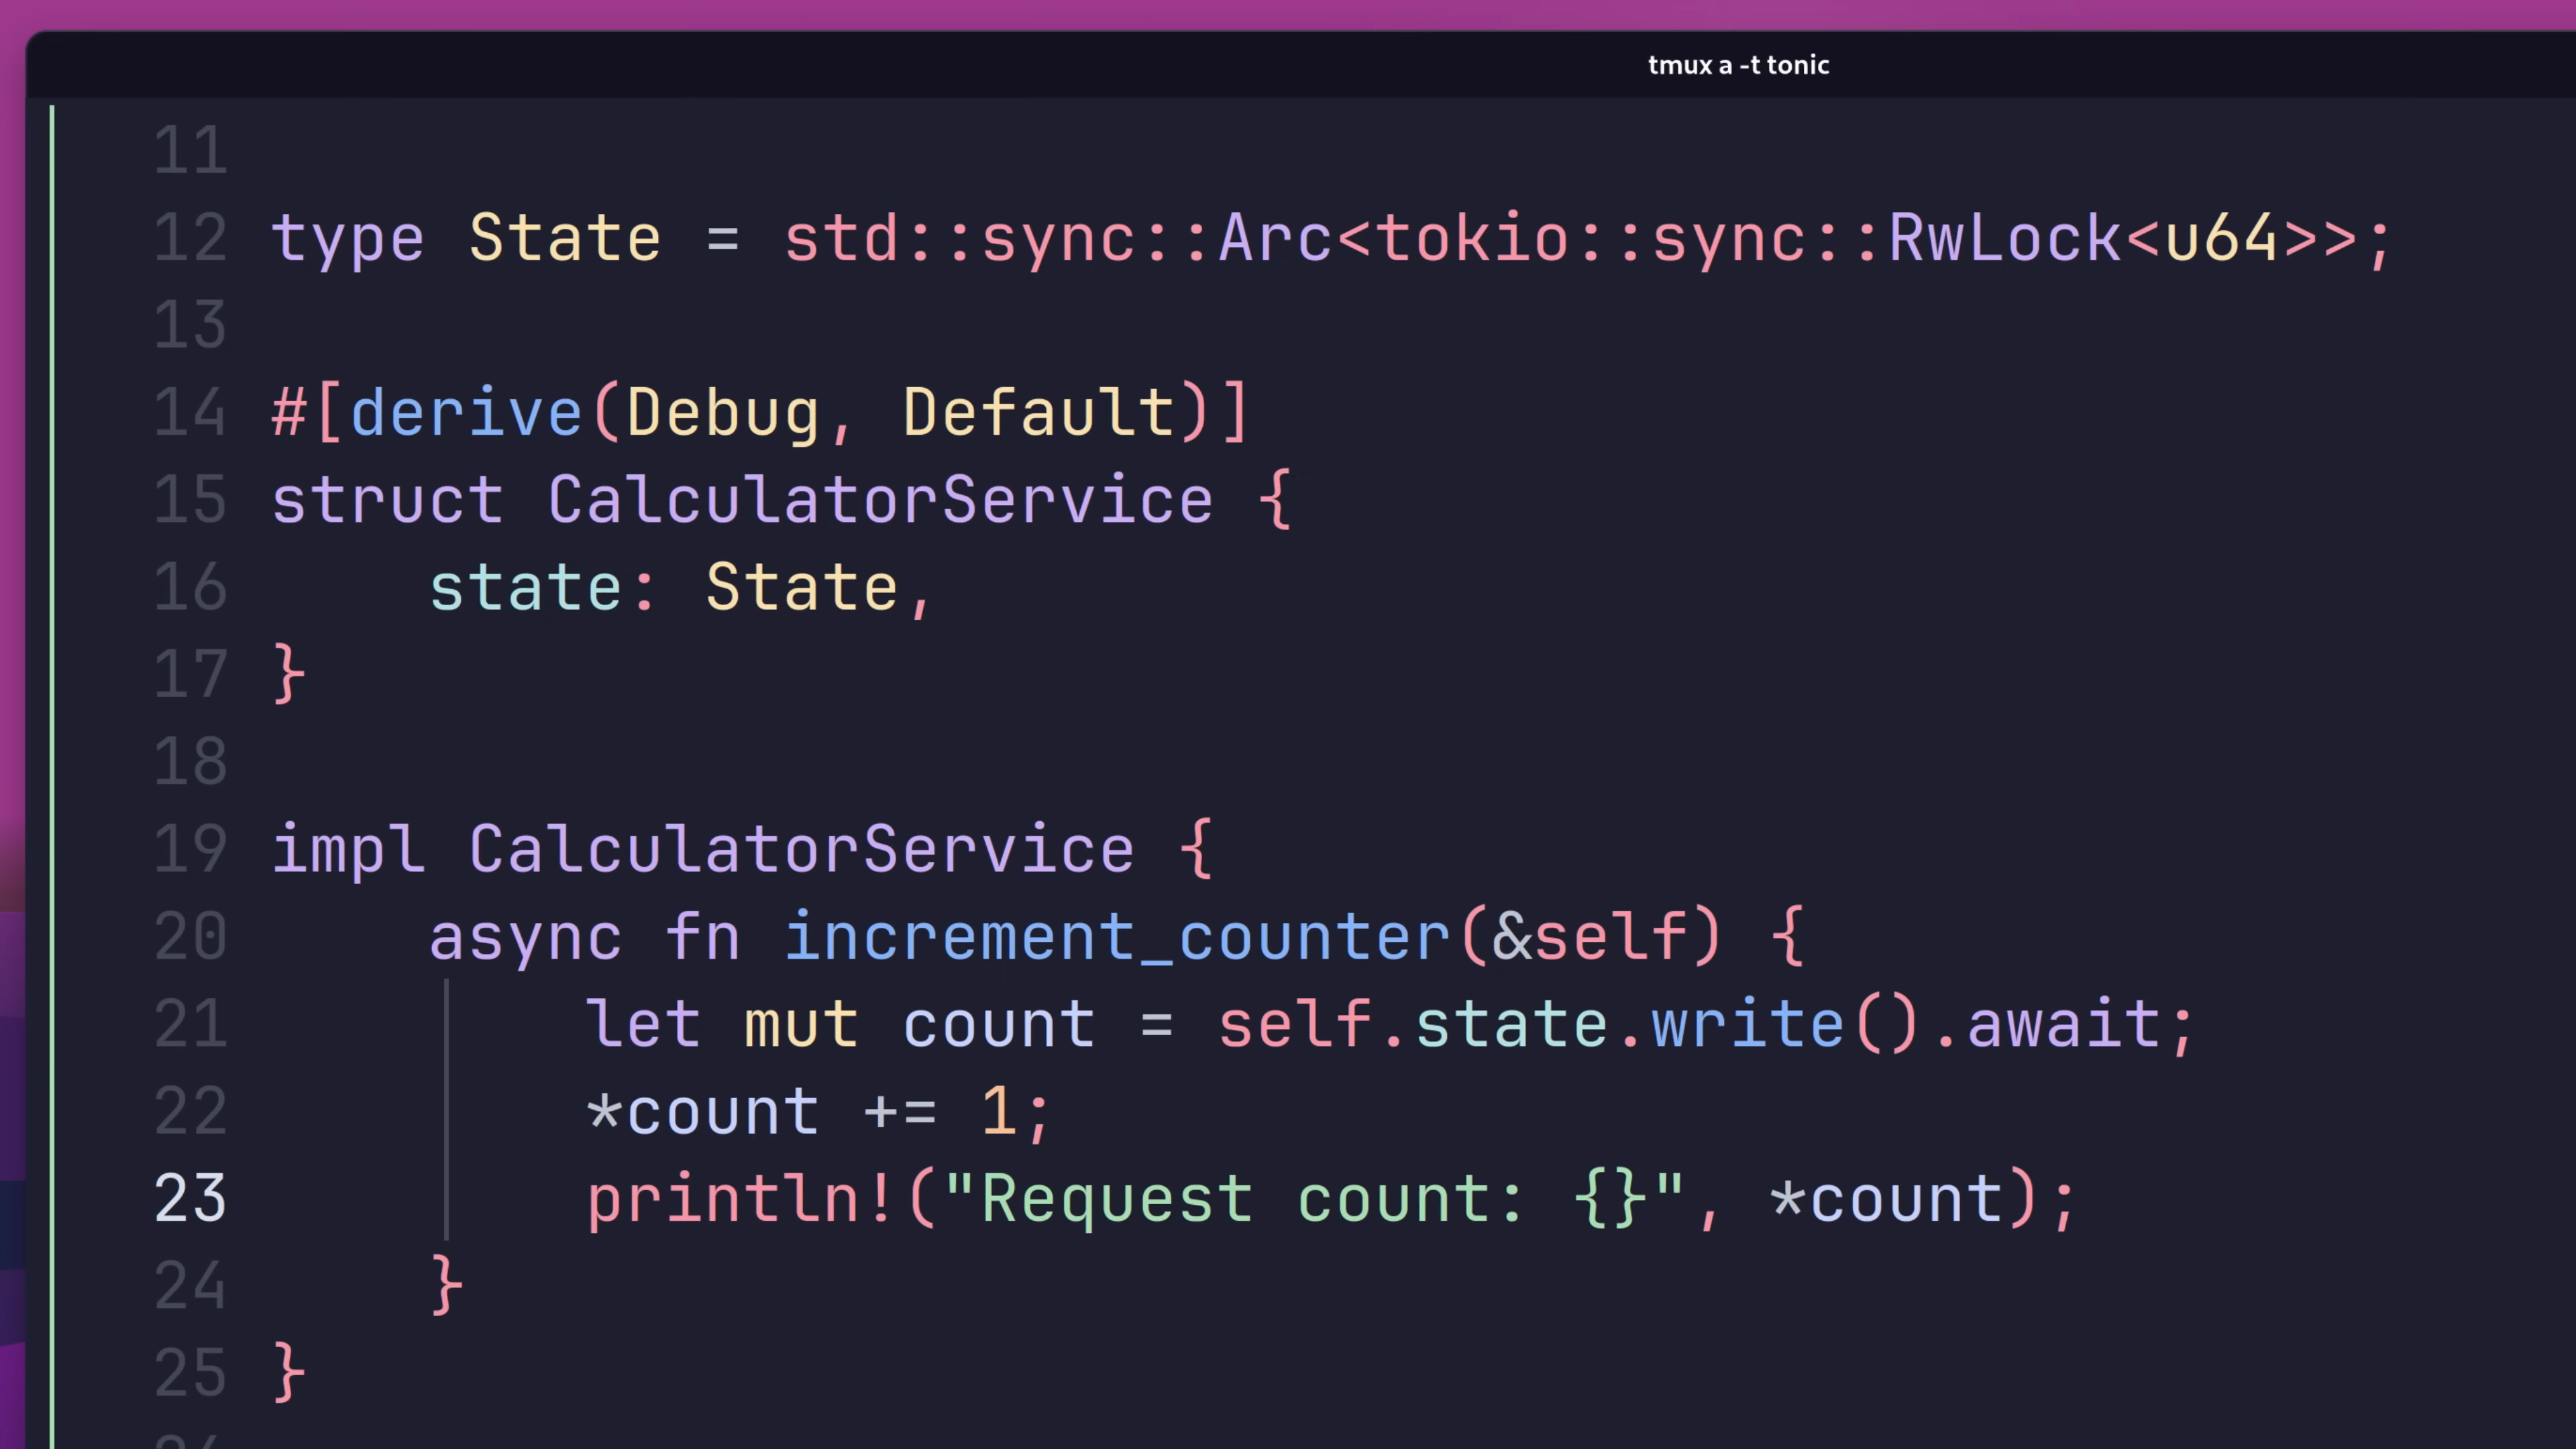 tmux a -t tonic
11
12 type State = std::sync::Arc<tokio::sync::RwLock<u64>>;
13
14 #[derive(Debug, Default)]
15 struct CalculatorService {
16     state: State,
17 }
18
19 impl CalculatorService {
20     async fn increment_counter(&self) {
21         let mut count = self.state.write().await;
22         *count += 1;
23         println!("Request count: {}", *count);
24     }
25 }